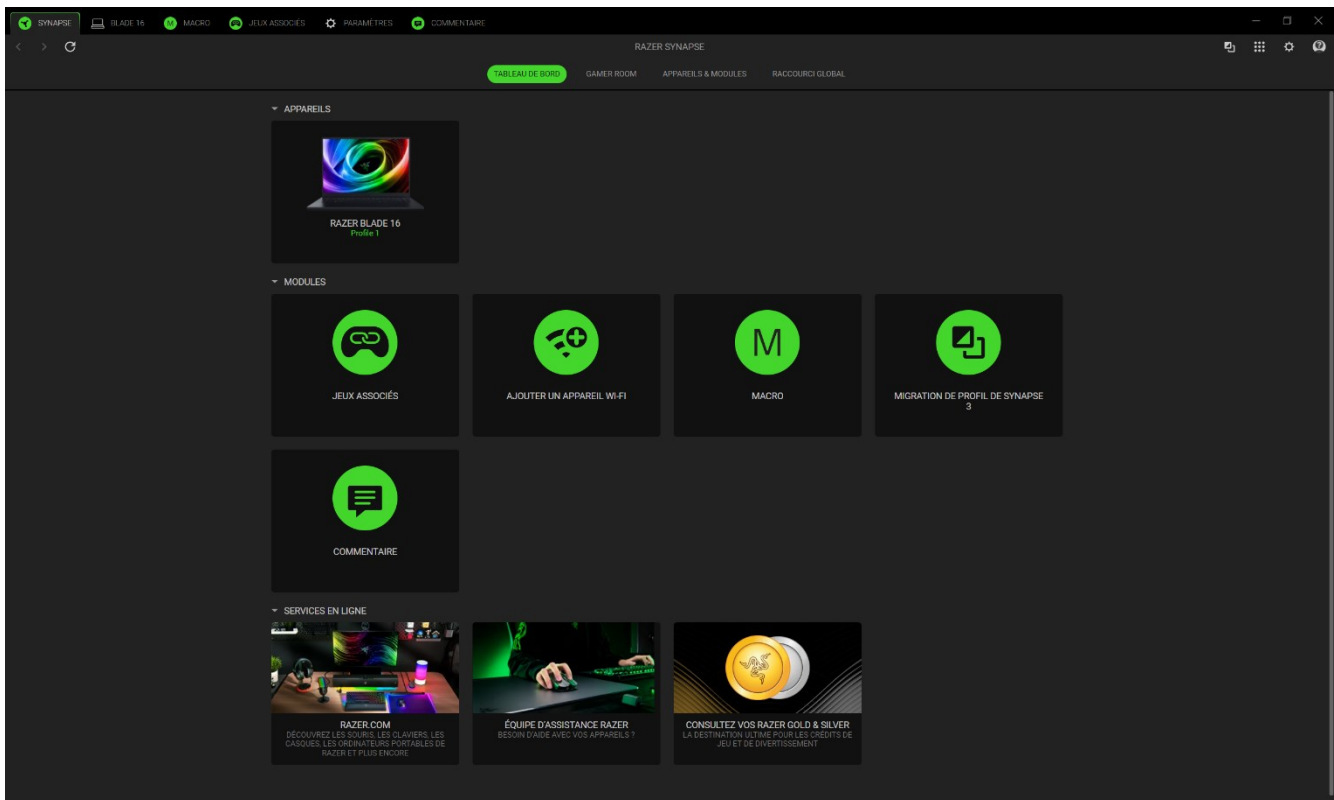 SYNAPSE BLADE 16 MACRO JEUX ASSOCIÉS PARAMÈTRES COMMENTAIRE
RAZER SYNAPSE
TABLEAU DE BORD GAMER ROOM APPAREILS & MODULES RACCOURCI GLOBAL
APPAREILS
RAZER BLADE 16
Profile 1
MODULES
JEUX ASSOCIÉS
AJOUTER UN APPAREIL WI-FI
M
MACRO
MIGRATION DE PROFIL DE SYNAPSE
3
COMMENTAIRE
SERVICES EN LIGNE
RAZER.COM
DÉCOUVREZ LES SOURIS, LES CLAVIERS, LES
CASQUES, LES ORDINATEURS PORTABLES DE
RAZER ET PLUS ENCORE
ÉQUIPE D'ASSISTANCE RAZER
BESOIN D'AIDE AVEC VOS APPAREILS ?
CONSULTEZ VOS RAZER GOLD & SILVER
LA DESTINATION ULTIME POUR LES CRÉDITS DE
JEU ET DE DIVERTISSEMENT